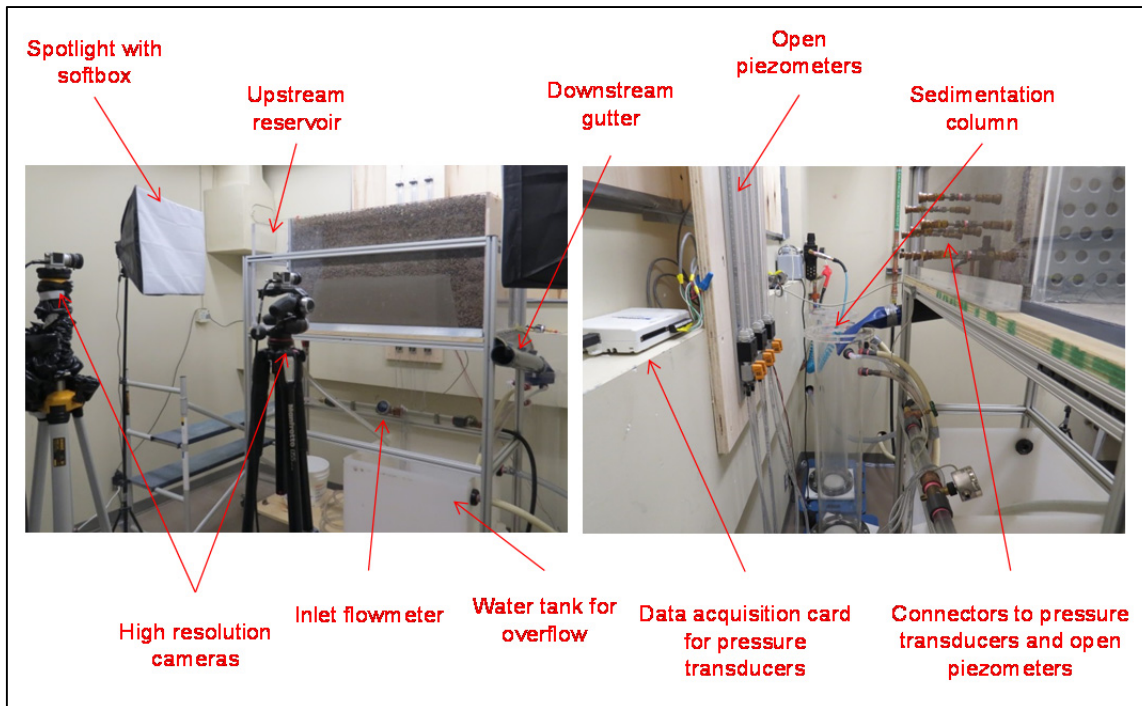 Spotlight with
softbox
Upstream
reservoir
Downstream
gutter
Open
piezometers
Sedimentation
column
High resolution
cameras
Inlet flowmeter
Water tank for
overflow
Data acquisition card
for pressure
transducers
Connectors to pressure
transducers and open
piezometers